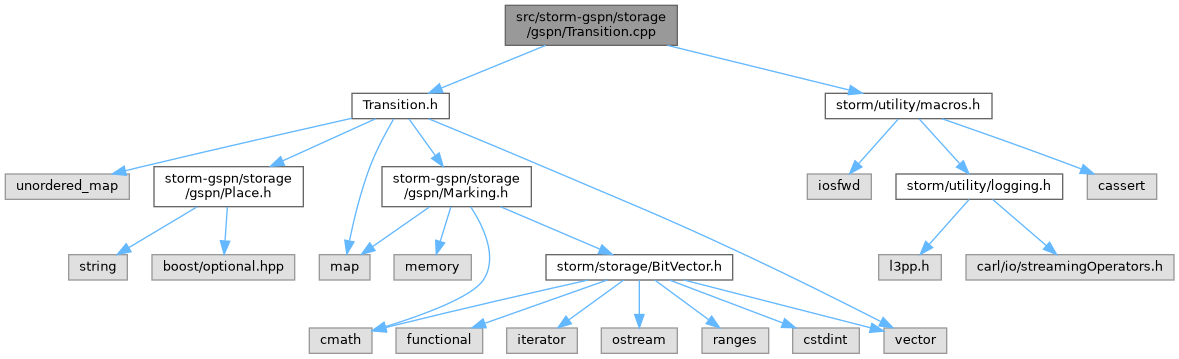 src/storm-gspn/storage
/gspn/Transition.cpp
Transition.h
storm/utility/macros.h
unordered_map
storm-gspn/storage
/gspn/Place.h
storm-gspn/storage
/gspn/Marking.h
iosfwd
storm/utility/logging.h
cassert
string
boost/optional.hpp
map
memory
storm/storage/BitVector.h
l3pp.h
carl/io/streamingOperators.h
cmath
functional
iterator
ostream
ranges
cstdint
vector